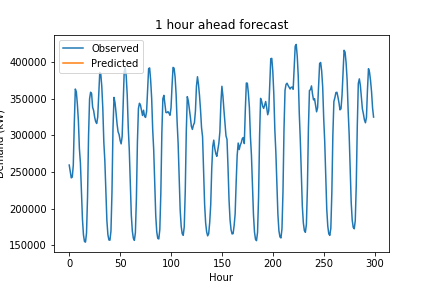 1 hour ahead forecast
Observed
Predicted
400000
350000
300000
250000
200000
150000
Demand (kW)
0 50 100 150 200 250 300
Hour